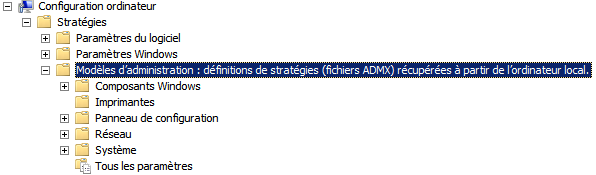 Configuration ordinateur
Stratégies
Paramètres du logiciel
Paramètres Windows
Modèles d'administration : définitions de stratégies (fichiers ADMX) récupérées à partir de l'ordinateur local.
Composants Windows
Imprimantes
Panneau de configuration
Réseau
Système
Tous les paramètres